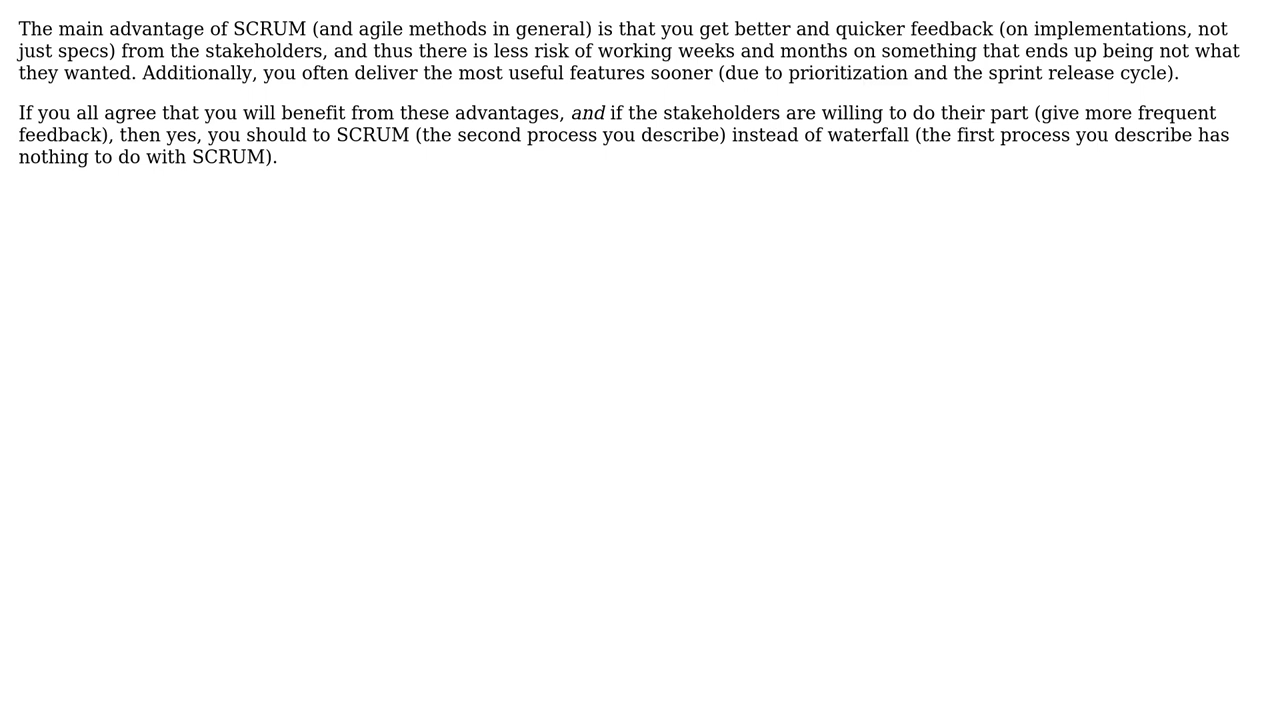 The main advantage of SCRUM (and agile methods in general) is that you get better and quicker feedback (on implementations, not
just specs) from the stakeholders, and thus there is less risk of working weeks and months on something that ends up being not what
they wanted. Additionally, you often deliver the most useful features sooner (due to prioritization and the sprint release cycle).
If you all agree that you will benefit from these advantages, and if the stakeholders are willing to do their part (give more frequent
feedback), then yes, you should to SCRUM (the second process you describe) instead of waterfall (the first process you describe has
nothing to do with SCRUM).